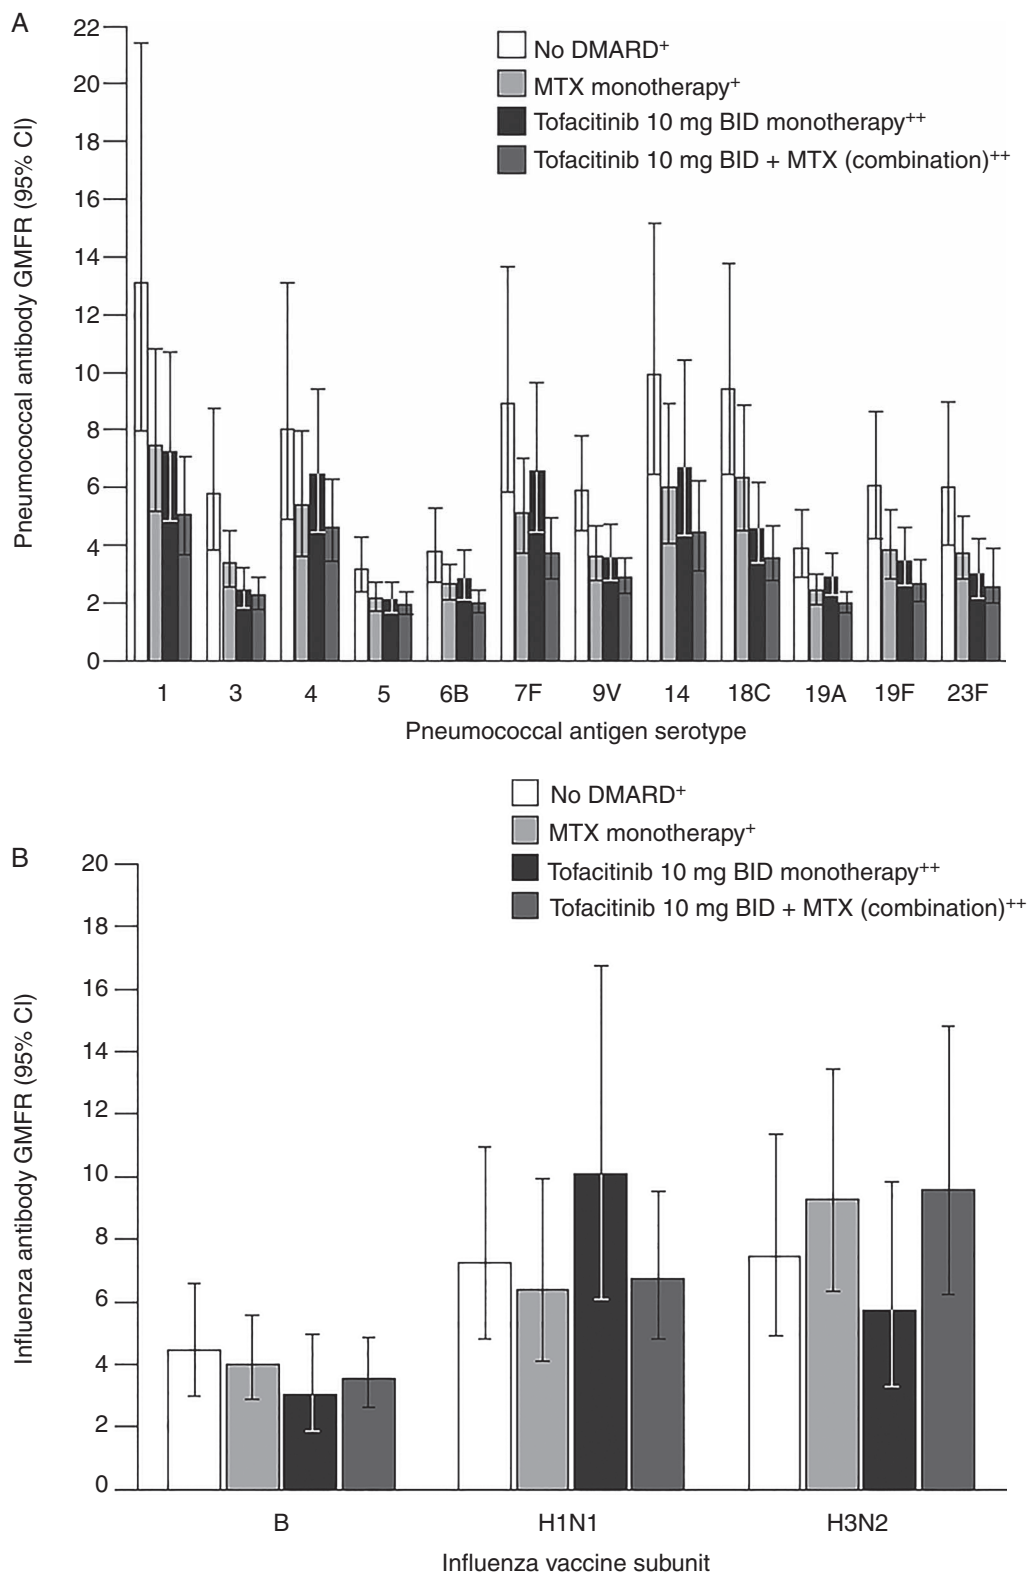 A
Pneumococcal antibody GMFR (95% CI)
22
20
18
16
14
12
10
8
6
4
2
0
No DMARD+
MTX monotherapy+
Tofacitinib 10 mg BID monotherapy++
Tofacitinib 10 mg BID + MTX (combination)++
1 3 4 5 6B 7F 9V 14 18C 19A 19F 23F
Pneumococcal antigen serotype
B
Influenza antibody GMFR (95% CI)
No DMARD+
MTX monotherapy+
Tofacitinib 10 mg BID monotherapy++
Tofacitinib 10 mg BID + MTX (combination)++
20
18
16
14
12
10
8
6
4
2
0
B H1N1 H3N2
Influenza vaccine subunit